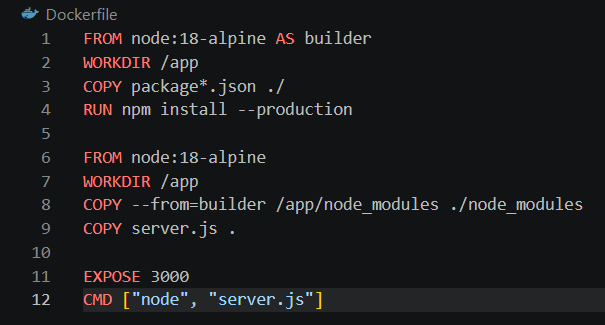 Dockerfile
1 FROM node:18-alpine AS builder
2 WORKDIR /app
3 COPY package*.json ./
4 RUN npm install --production
5
6 FROM node:18-alpine
7 WORKDIR /app
8 COPY --from=builder /app/node_modules ./node_modules
9 COPY server.js .
10
11 EXPOSE 3000
12 CMD ["node", "server.js"]